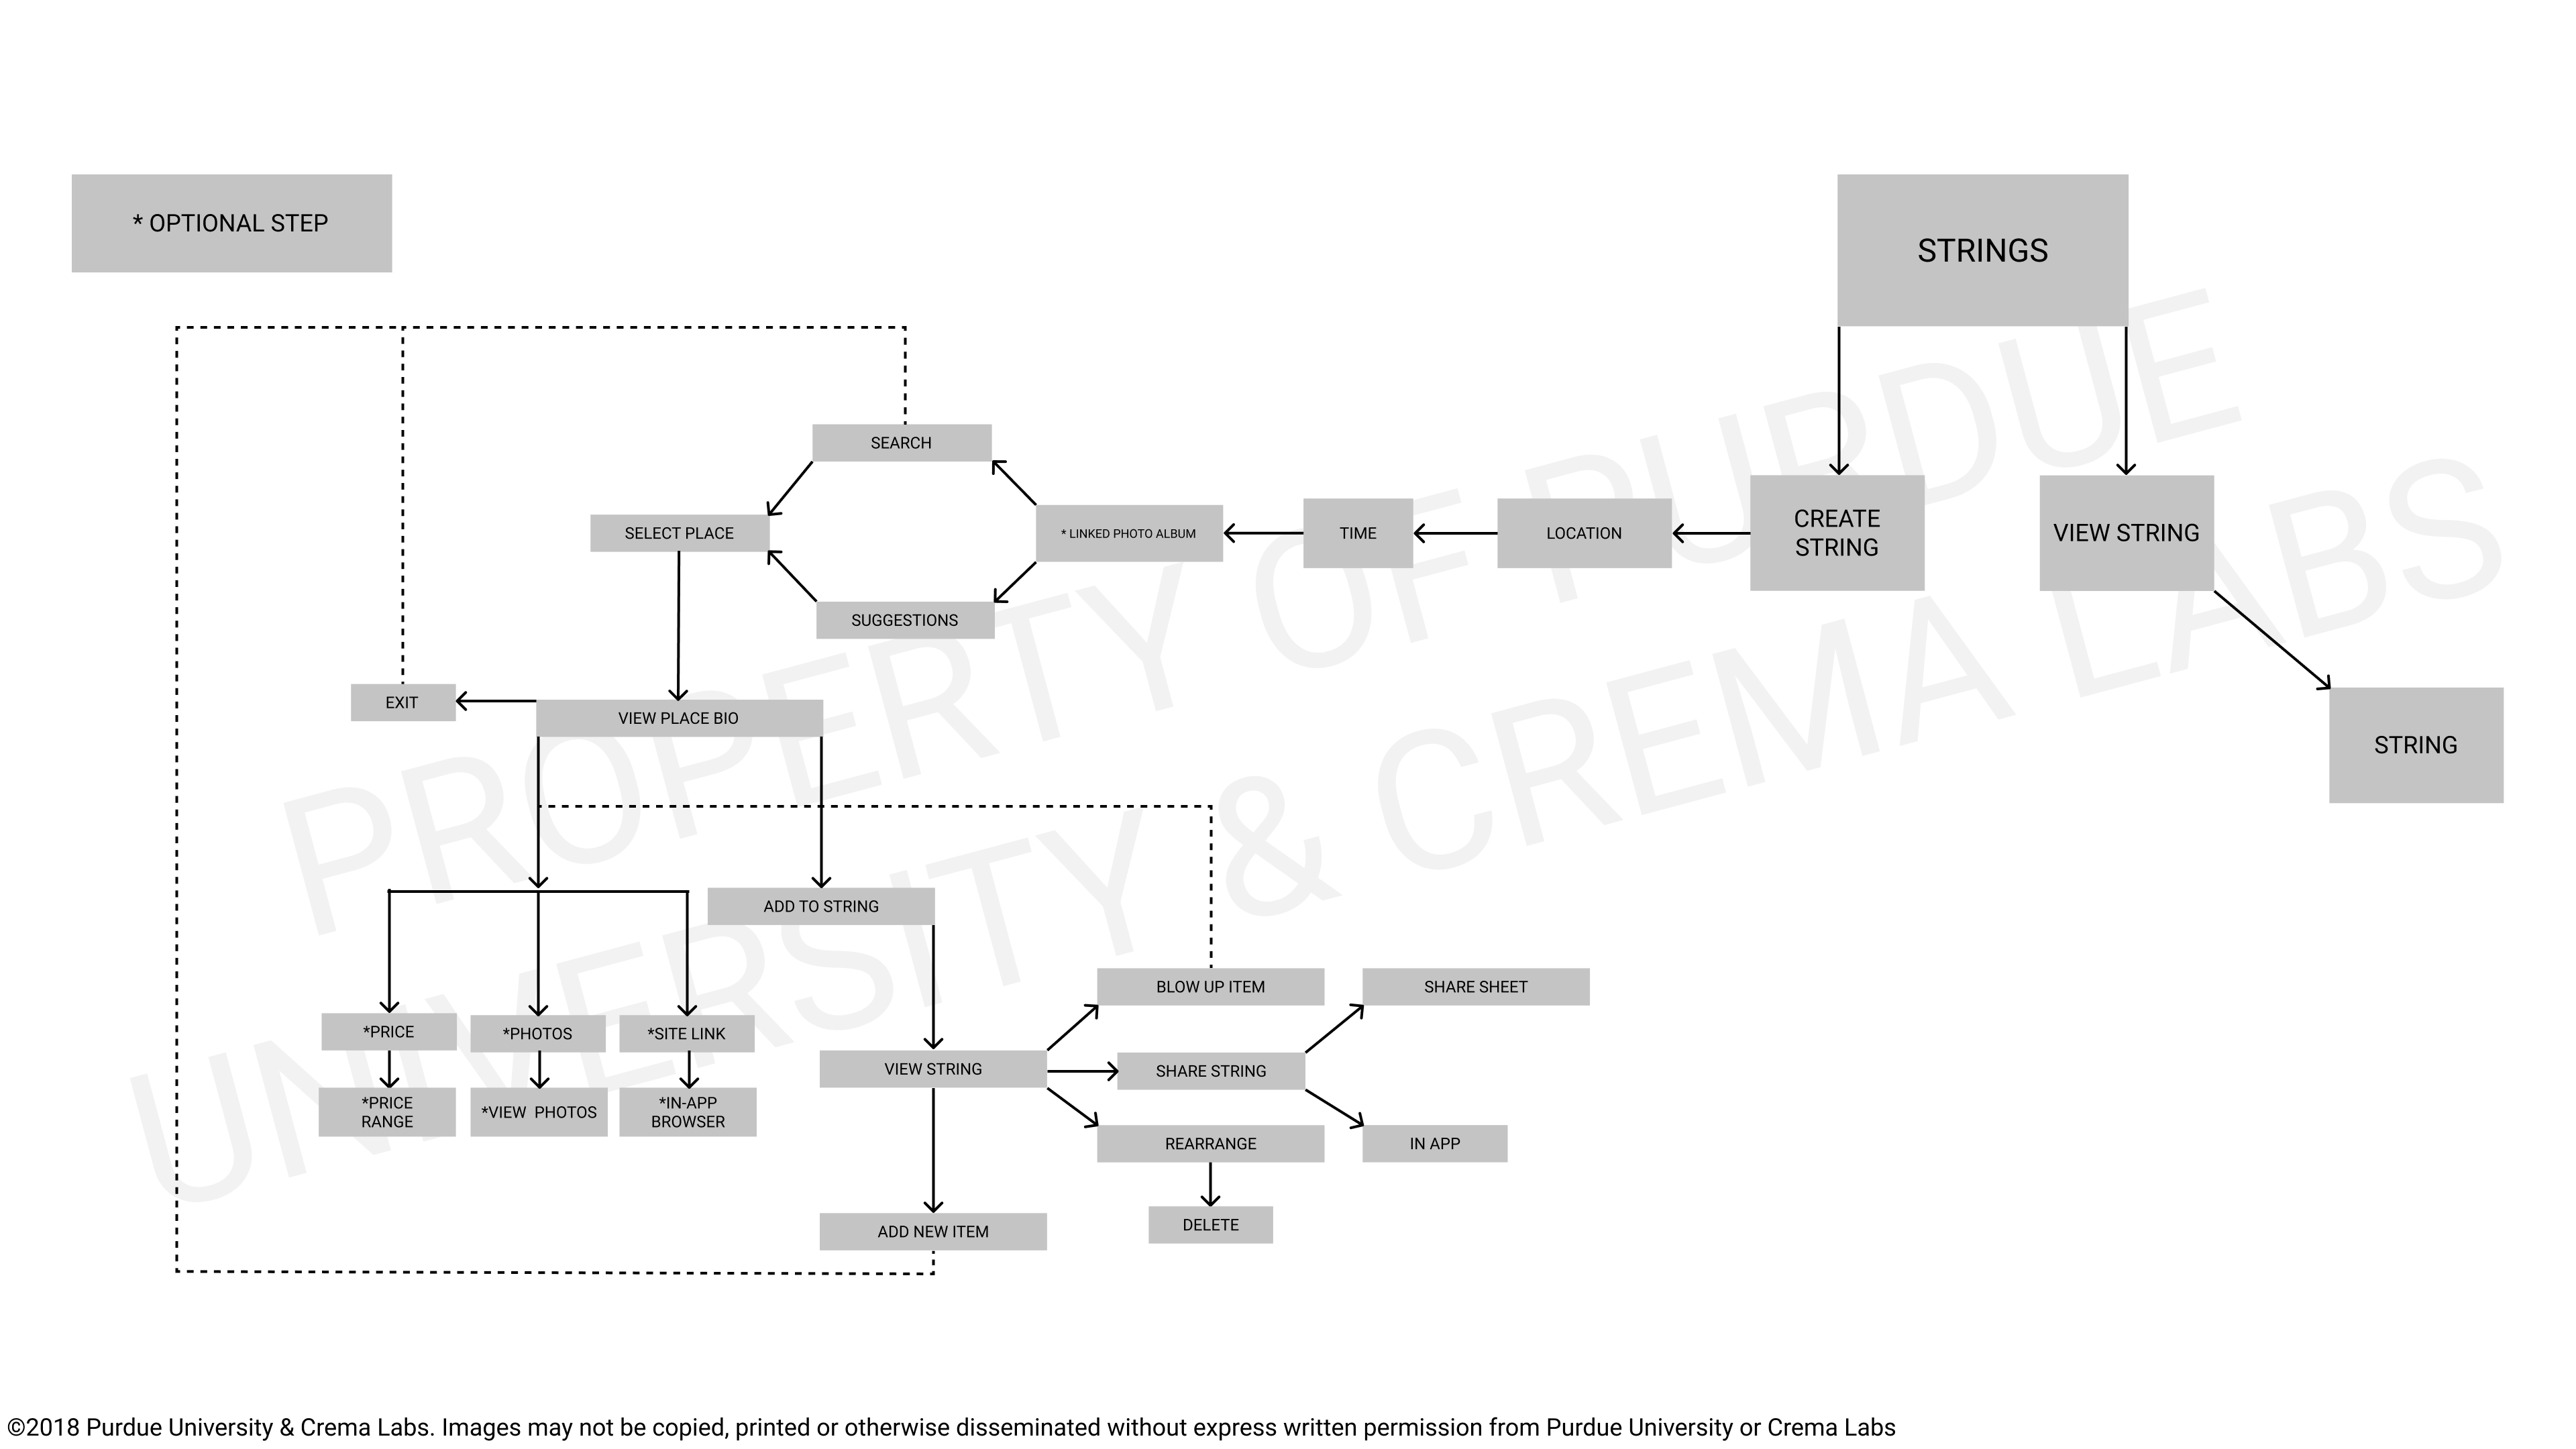 * OPTIONAL STEP
STRINGS
SEARCH
SELECT PLACE
* LINKED PHOTO ALBUM
TIME
LOCATION
CREATE
STRING
VIEW STRING
SUGGESTIONS
EXIT
VIEW PLACE BIO
STRING
ADD TO STRING
BLOW UP ITEM
SHARE SHEET
*PRICE
*PHOTOS
*SITE LINK
VIEW STRING
SHARE STRING
*PRICE
RANGE
*VIEW  PHOTOS
*IN-APP
BROWSER
REARRANGE
IN APP
ADD NEW ITEM
DELETE
PROPERTY OF PURDUE
UNIVERSITY & CREMA LABS
©2018 Purdue University & Crema Labs. Images may not be copied, printed or otherwise disseminated without express written permission from Purdue University or Crema Labs